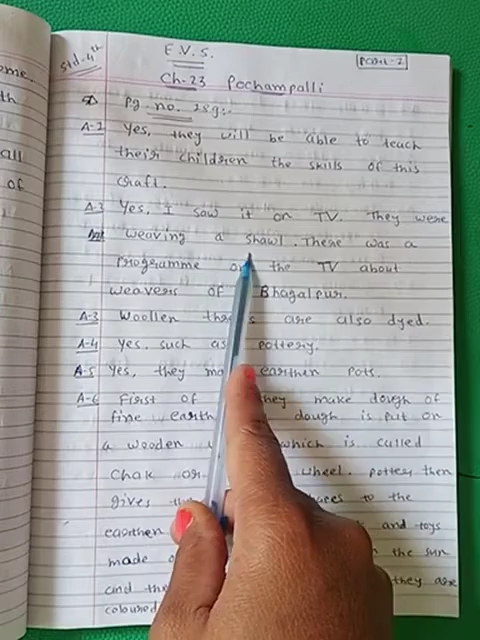 Std-4th
E.V.S.
Part-2
Ch-23 Pochampalli
Pg. no. 189:-
A-1 Yes, they will be able to teach
their children the skills of this
craft.
A-2 Yes, I saw it on TV. They were
weaving a shawl. There was a
programme on the TV about
weavers of Bhagalpur.
A-3 Woollen are also dyed.
A-4 Yes, such as pottery.
A-5 Yes, they earthen pots.
A-6 First of they make dough of
fine dough is put on
a wooden which is called
Chak or wheel. potter then
gives to the
earthen and toys
made the sun
and they are
coloured
eme.
th
all
of